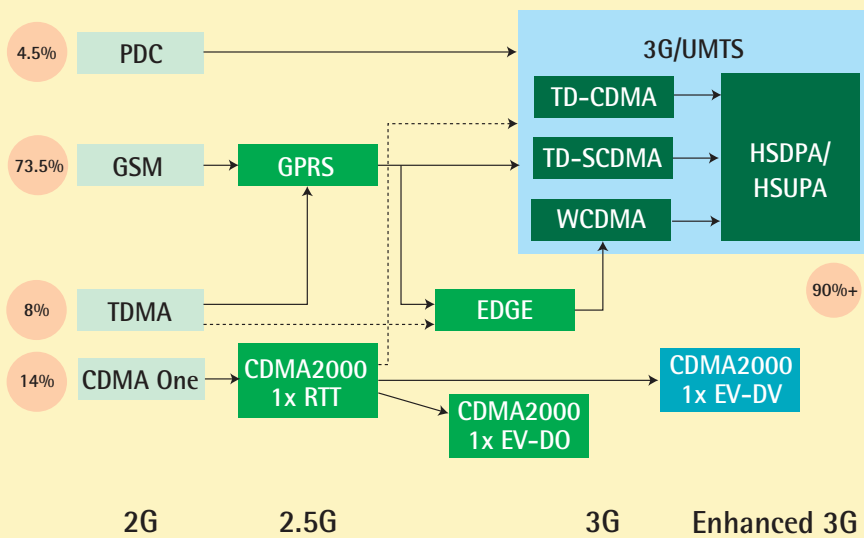 4.5%
PDC
3G/UMTS
TD-CDMA
73.5%
GSM
GPRS
TD-SCDMA
HSDPA/
HSUPA
WCDMA
90%+
8%
TDMA
EDGE
14%
CDMA One
CDMA2000
1x RTT
CDMA2000
1x EV-DV
CDMA2000
1x EV-DO
2G
2.5G
3G
Enhanced 3G